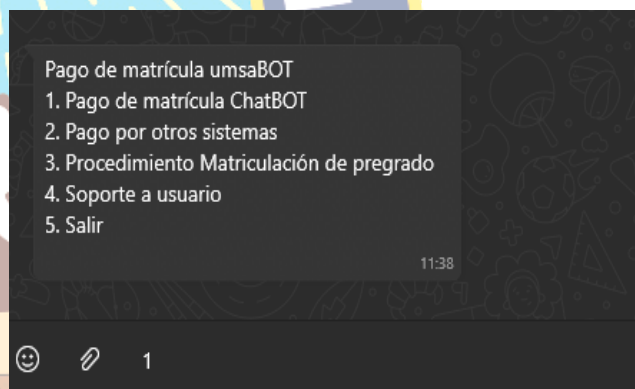 Pago de matrícula umsaBOT
1. Pago de matrícula ChatBOT
2. Pago por otros sistemas
3. Procedimiento Matriculación de pregrado
4. Soporte a usuario
5. Salir
11:38
1